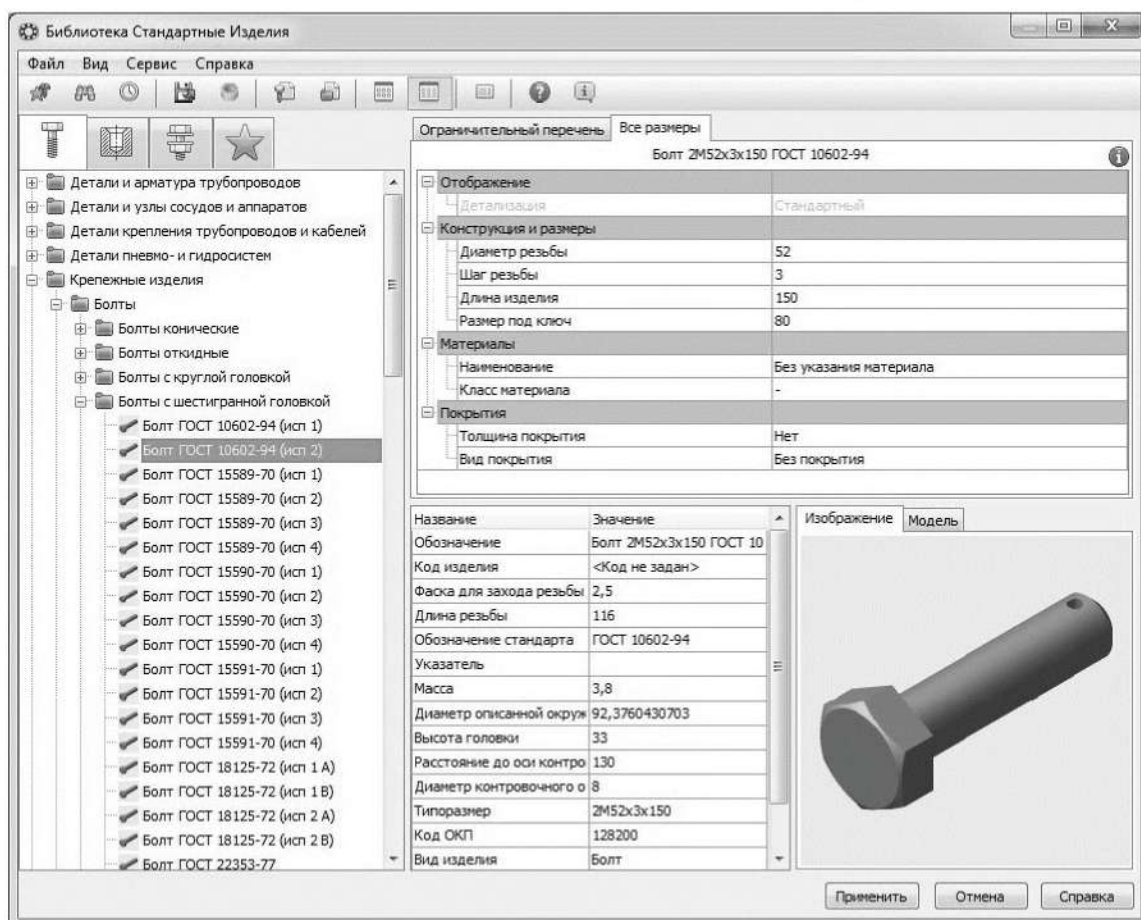 Библиотека Стандартные Изделия
Файл Вид Сервис Справка
Детали и арматура трубопроводов
Детали и узлы сосудов и аппаратов
Детали крепления трубопроводов и кабелей
Детали пневмо- и гидросистем
Крепежные изделия
Болты
Болты конические
Болты откидные
Болты с круглой головкой
Болты с шестигранной головкой
Болт ГОСТ 10602-94 (исп 1)
Болт ГОСТ 10602-94 (исп 2)
Болт ГОСТ 15589-70 (исп 1)
Болт ГОСТ 15589-70 (исп 2)
Болт ГОСТ 15589-70 (исп 3)
Болт ГОСТ 15589-70 (исп 4)
Болт ГОСТ 15590-70 (исп 1)
Болт ГОСТ 15590-70 (исп 2)
Болт ГОСТ 15590-70 (исп 3)
Болт ГОСТ 15590-70 (исп 4)
Болт ГОСТ 15591-70 (исп 1)
Болт ГОСТ 15591-70 (исп 2)
Болт ГОСТ 15591-70 (исп 3)
Болт ГОСТ 15591-70 (исп 4)
Болт ГОСТ 18125-72 (исп 1 А)
Болт ГОСТ 18125-72 (исп 1 В)
Болт ГОСТ 18125-72 (исп 2 А)
Болт ГОСТ 18125-72 (исп 2 В)
Болт ГОСТ 22353-77
Ограничительный перечень Все размеры
Болт 2М52х3х150 ГОСТ 10602-94
Отображение
Детализация Стандартный
Конструкция и размеры
Диаметр резьбы 52
Шаг резьбы 3
Длина изделия 150
Размер под ключ 80
Материалы
Наименование Без указания материала
Класс материала -
Покрытия
Толщина покрытия Нет
Вид покрытия Без покрытия
Название Значение
Обозначение Болт 2М52х3х150 ГОСТ 10
Код изделия <Код не задан>
Фаска для захода резьбы 2,5
Длина резьбы 116
Обозначение стандарта ГОСТ 10602-94
Указатель
Масса 3,8
Диаметр описанной окруж 92,3760430703
Высота головки 33
Расстояние до оси контро 130
Диаметр контровочного о 8
Типоразмер 2М52х3х150
Код ОКП 128200
Вид изделия Болт
Изображение Модель
Применить Отмена Справка